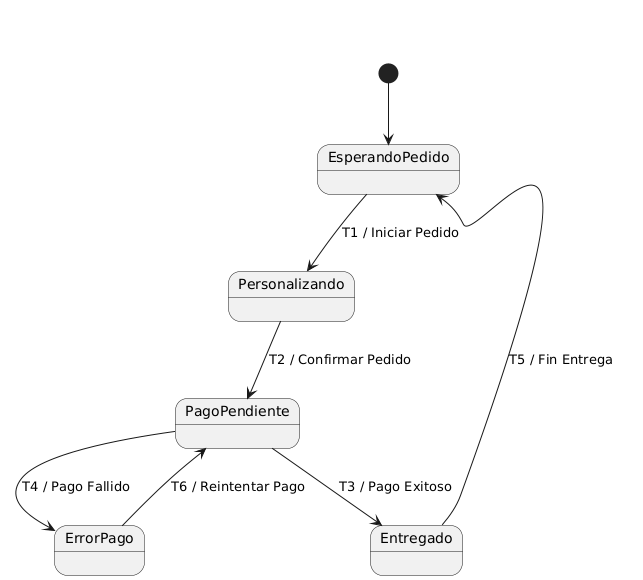 EsperandoPedido
T1 / Iniciar Pedido
Personalizando
T2 / Confirmar Pedido
T5 / Fin Entrega
PagoPendiente
T4 / Pago Fallido
T6 / Reintentar Pago
T3 / Pago Exitoso
ErrorPago
Entregado